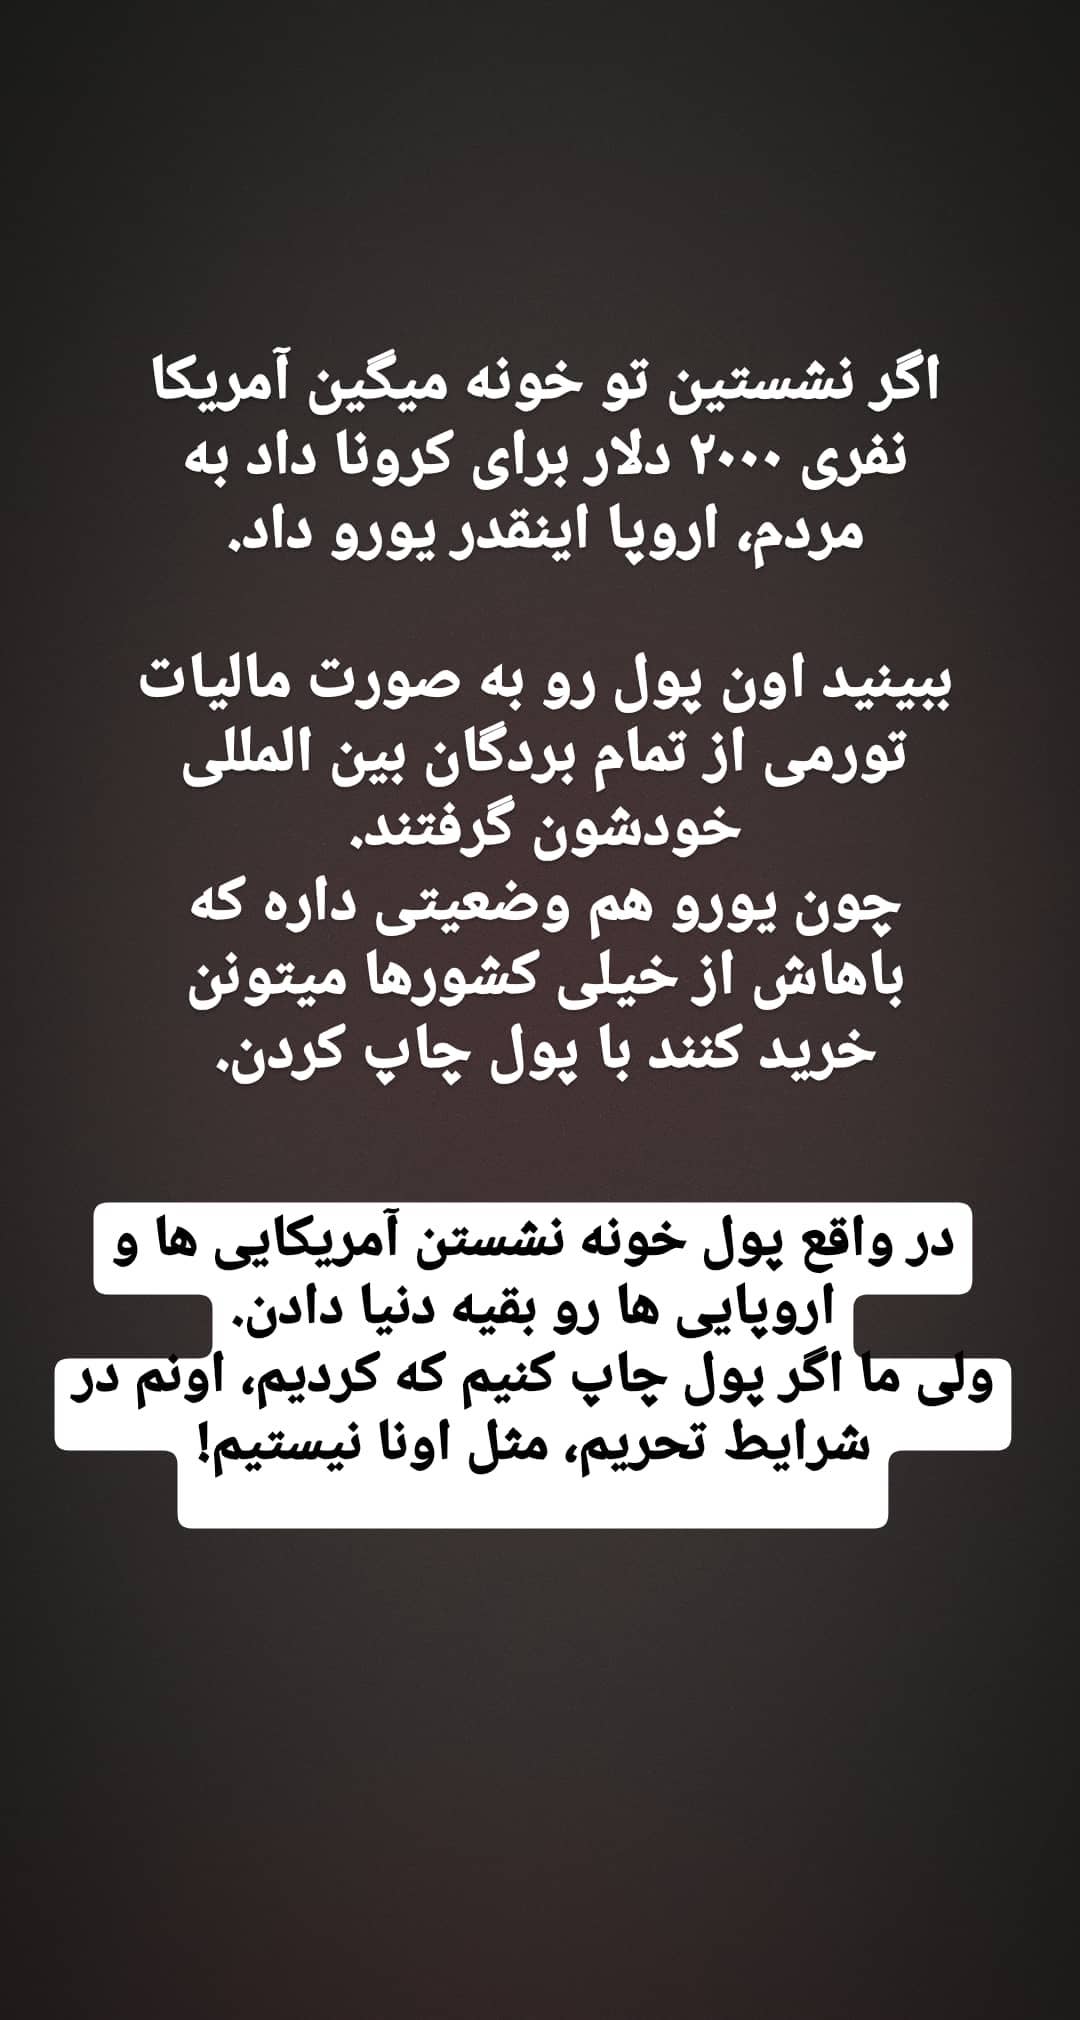 اگر نشستین تو خونه میگین آمریکا
نفری ۲۰۰۰ دلار برای کرونا داد به
مردم، اروپا اینقدر یورو داد.
ببینید اون پول رو به صورت مالیات
تورمی از تمام بردگان بین المللی
خودشون گرفتند.
چون یورو هم وضعیتی داره که
باهاش از خیلی کشورها میتونن
خرید کنند با پول چاپ کردن.
در واقع پول خونه نشستن آمریکایی ها و
اروپایی ها رو بقیه دنیا دادن.
ولی ما اگر پول چاپ کنیم که کردیم، اونم در
شرایط تحریم، مثل اونا نیستیم!